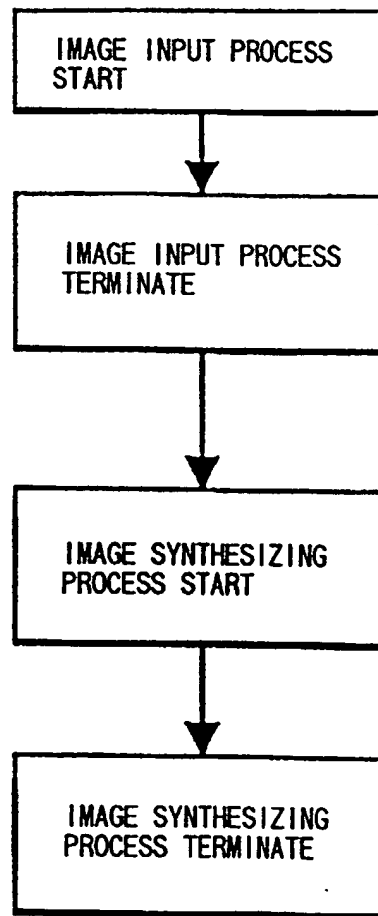 IMAGE INPUT PROCESS
START
IMAGE INPUT PROCESS
TERMINATE
IMAGE SYNTHESIZING
PROCESS START
IMAGE SYNTHESIZING
PROCESS TERMINATE